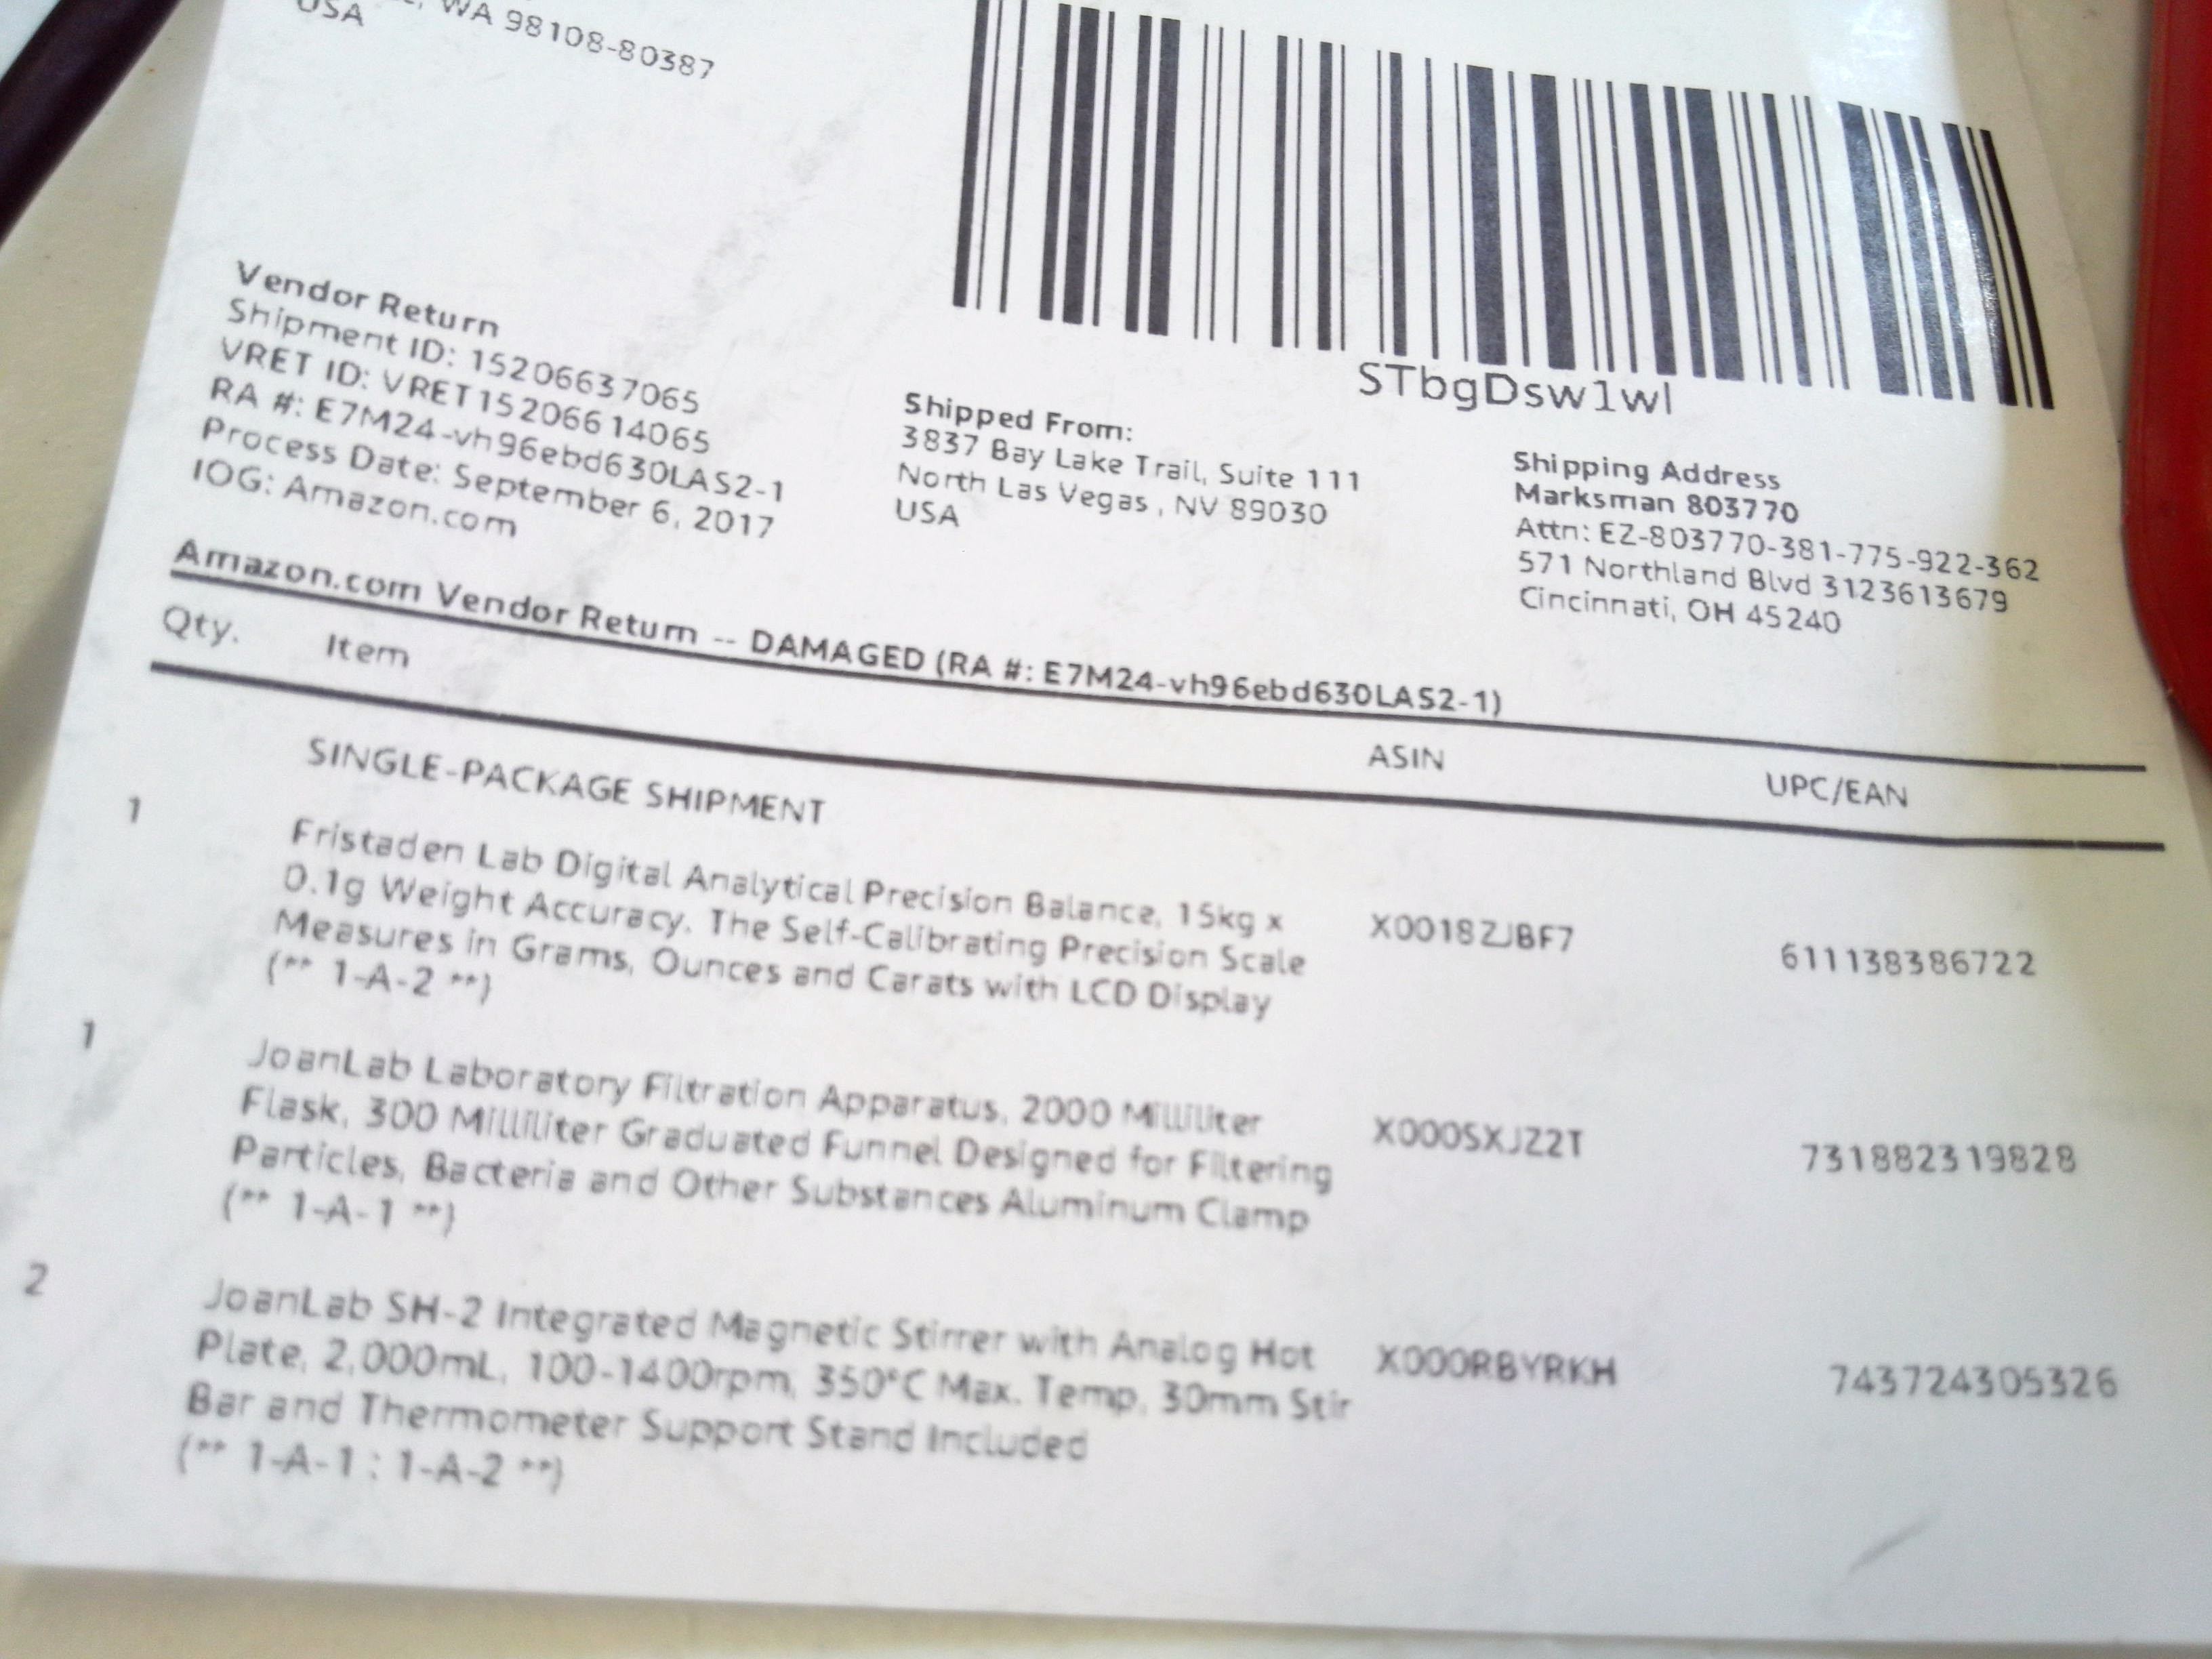 WA 98108-80387
USA
STbgDsw1wl
Vendor Return
Shipment ID: 15206637065
VRET ID: VRET15206614065
RA #: E7M24-vh96ebd630LAS2-1
Process Date: September 6, 2017
IOG: Amazon.com
Shipped From:
3837 Bay Lake Trail, Suite 111
North Las Vegas , NV 89030
USA
Shipping Address
Marksman 803770
Attn: EZ-803770-381-775-922-362
571 Northland Blvd 3123613679
Cincinnati, OH 45240
Amazon.com Vendor Return -- DAMAGED (RA #: E7M24-vh96ebd630LAS2-1)
Qty. Item ASIN UPC/EAN
SINGLE-PACKAGE SHIPMENT
1 Fristaden Lab Digital Analytical Precision Balance, 15kg x X0018ZJBF7 611138386722
0.1g Weight Accuracy. The Self-Calibrating Precision Scale
Measures in Grams, Ounces and Carats with LCD Display
(** 1-A-2 **)
1 JoanLab Laboratory Filtration Apparatus, 2000 Milliliter X000SXJZ2T 731882319828
Flask, 300 Milliliter Graduated Funnel Designed for Filtering
Particles, Bacteria and Other Substances Aluminum Clamp
(** 1-A-1 **)
2 JoanLab SH-2 Integrated Magnetic Stirrer with Analog Hot X000RBYRKH 743724305326
Plate, 2,000mL, 100-1400rpm, 350°C Max. Temp, 30mm Stir
Bar and Thermometer Support Stand Included
(** 1-A-1 : 1-A-2 **)